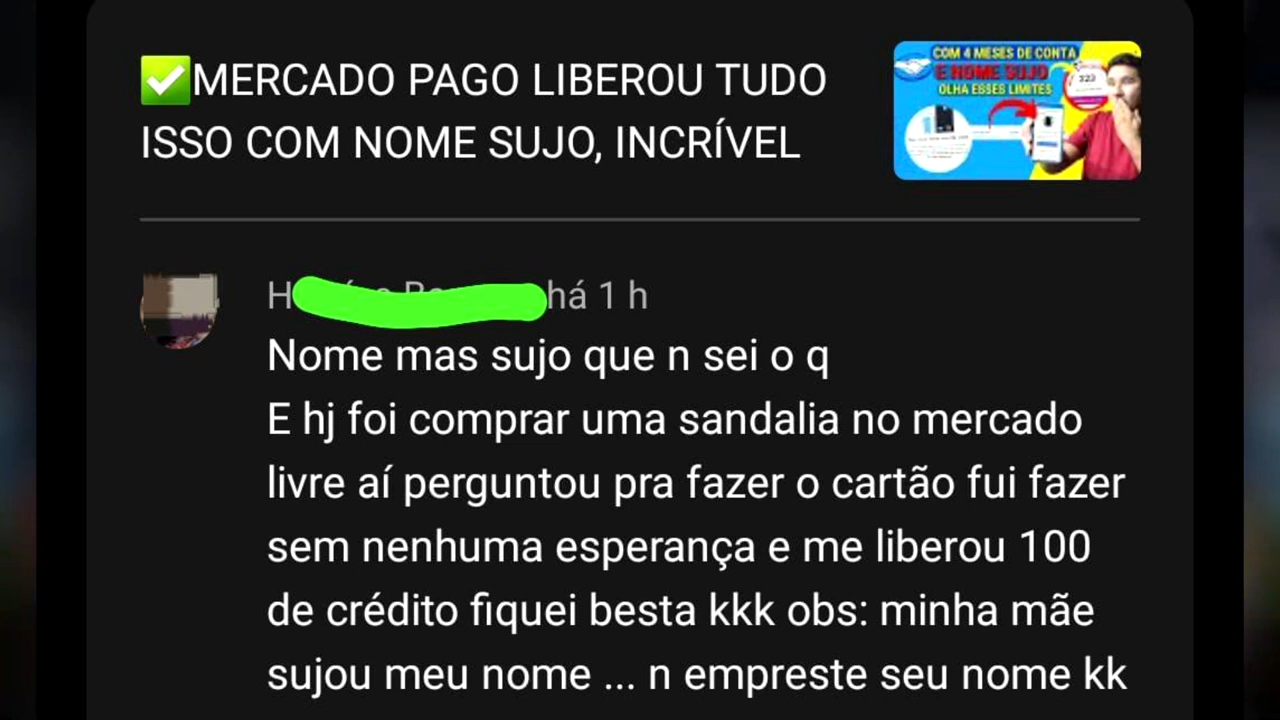 ✅MERCADO PAGO LIBEROU TUDO
ISSO COM NOME SUJO, INCRÍVEL
COM 4 MESES DE CONTA
E NOME SUJO
OLHA ESSES LIMITES
há 1 h
Nome mas sujo que n sei o q
E hj foi comprar uma sandalia no mercado
livre aí perguntou pra fazer o cartão fui fazer
sem nenhuma esperança e me liberou 100
de crédito fiquei besta kkk obs: minha mãe
sujou meu nome ... n empreste seu nome kk